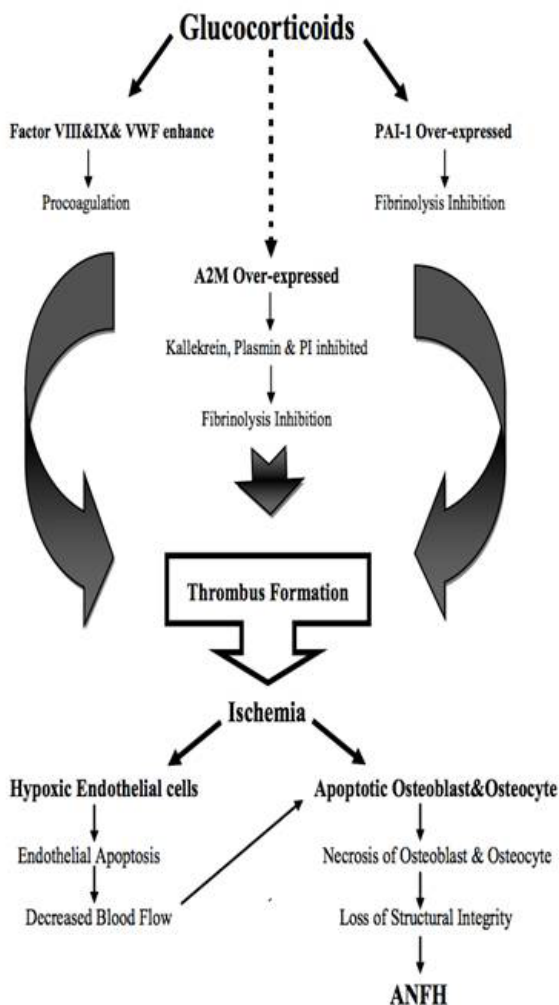 Glucocorticoids
Factor VIII&IX& VWF enhance
PAI-1 Over-expressed
Procoagulation
Fibrinolysis Inhibition
A2M Over-expressed
Kallekrein, Plasmin & PI inhibited
Fibrinolysis Inhibition
Thrombus Formation
Ischemia
Hypoxic Endothelial cells
Apoptotic Osteoblast&Osteocyte
Endothelial Apoptosis
Necrosis of Osteoblast & Osteocyte
Decreased Blood Flow
Loss of Structural Integrity
ANFH